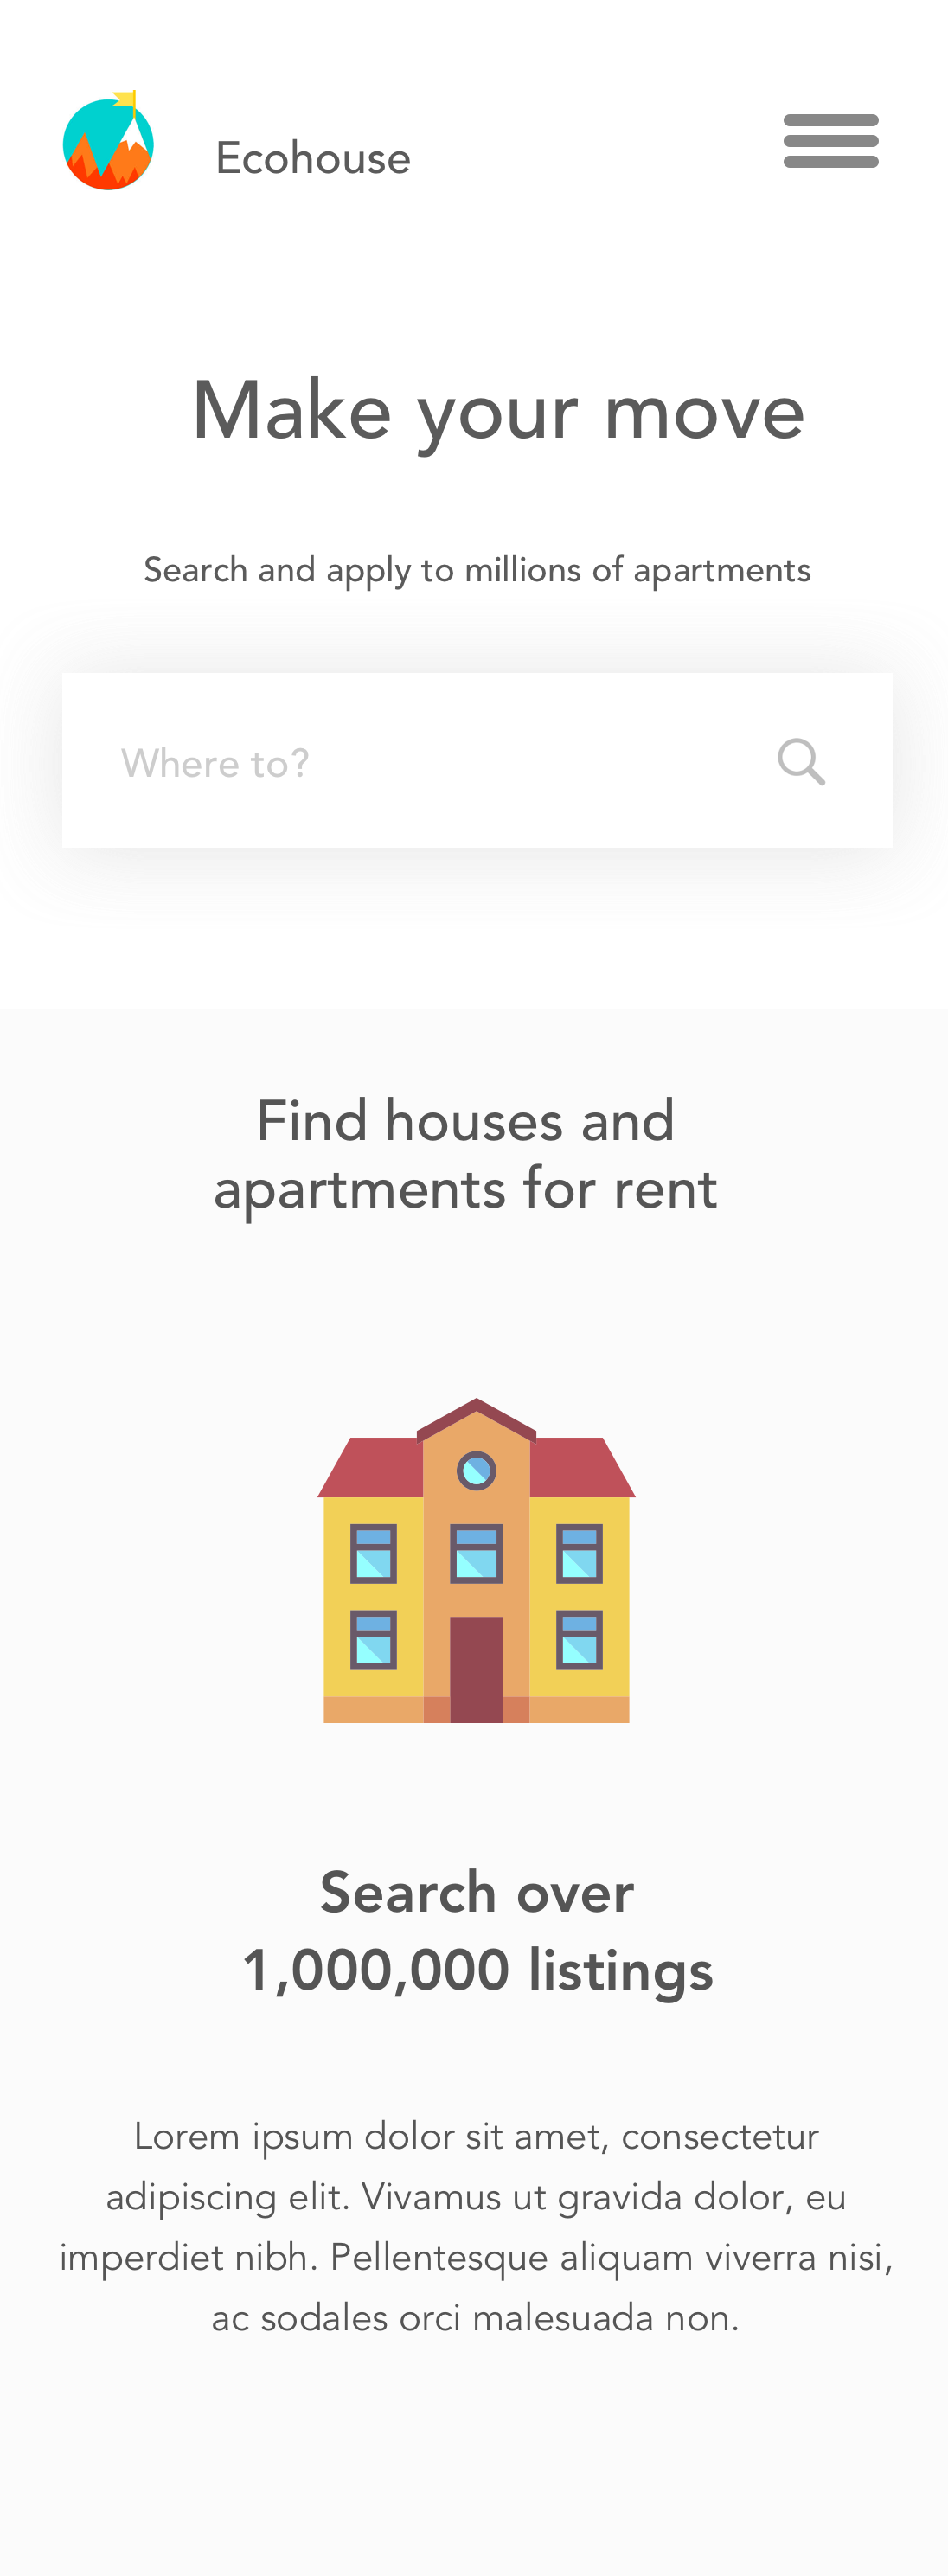 Ecohouse
Make your move
Search and apply to millions of apartments
Where to?
Find houses and
apartments for rent
Search over
1,000,000 listings
Lorem ipsum dolor sit amet, consectetur
adipiscing elit. Vivamus ut gravida dolor, eu
imperdiet nibh. Pellentesque aliquam viverra nisi,
ac sodales orci malesuada non.